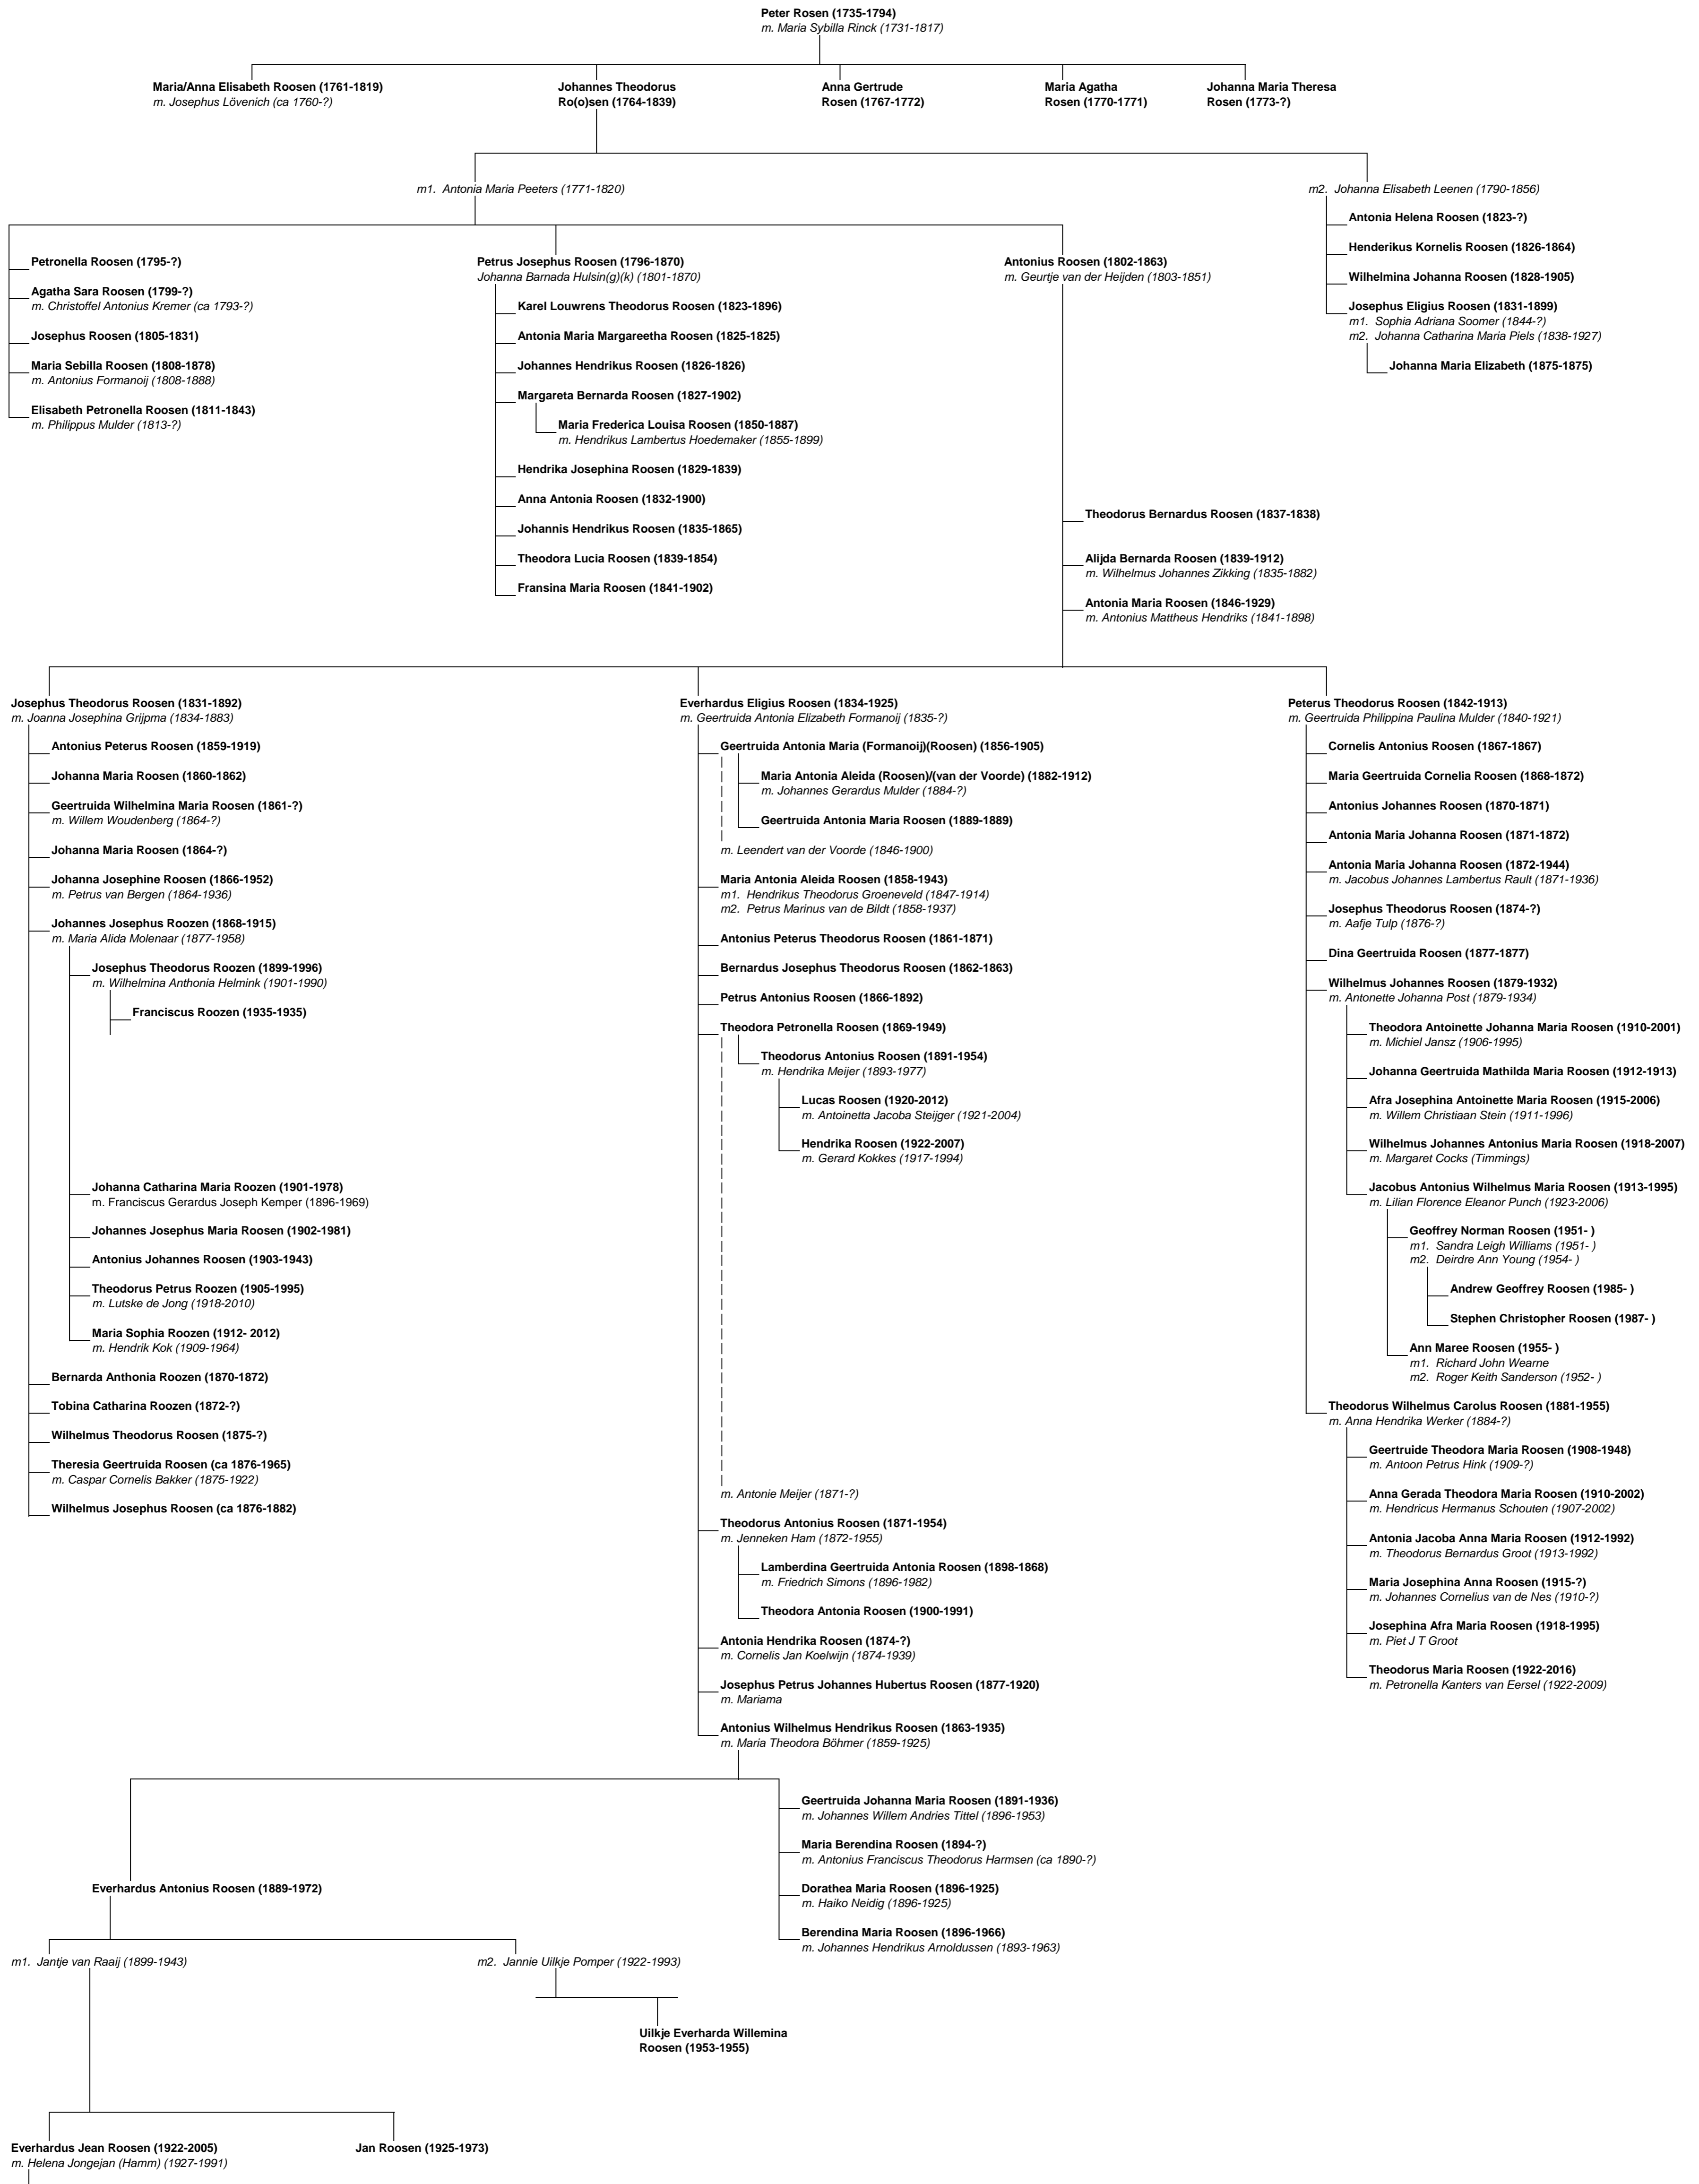 Peter Rosen (1735-1794)
m. Maria Sybilla Rinck (1731-1817)
Maria/Anna Elisabeth Roosen (1761-1819)
m. Josephus Lövenich (ca 1760-?)
Johannes Theodorus
Ro(o)sen (1764-1839)
Anna Gertrude
Rosen (1767-1772)
Maria Agatha
Rosen (1770-1771)
Johanna Maria Theresa
Rosen (1773-?)
m1. Antonia Maria Peeters (1771-1820)
m2. Johanna Elisabeth Leenen (1790-1856)
Antonia Helena Roosen (1823-?)
Henderikus Kornelis Roosen (1826-1864)
Wilhelmina Johanna Roosen (1828-1905)
Josephus Eligius Roosen (1831-1899)
m1. Sophia Adriana Soomer (1844-?)
m2. Johanna Catharina Maria Piels (1838-1927)
Johanna Maria Elizabeth (1875-1875)
Petronella Roosen (1795-?)
Agatha Sara Roosen (1799-?)
m. Christoffel Antonius Kremer (ca 1793-?)
Josephus Roosen (1805-1831)
Maria Sebilla Roosen (1808-1878)
m. Antonius Formanoij (1808-1888)
Elisabeth Petronella Roosen (1811-1843)
m. Philippus Mulder (1813-?)
Petrus Josephus Roosen (1796-1870)
Johanna Barnada Hulsin(g)(k) (1801-1870)
Karel Louwrens Theodorus Roosen (1823-1896)
Antonia Maria Margareetha Roosen (1825-1825)
Johannes Hendrikus Roosen (1826-1826)
Margareta Bernarda Roosen (1827-1902)
Maria Frederica Louisa Roosen (1850-1887)
m. Hendrikus Lambertus Hoedemaker (1855-1899)
Hendrika Josephina Roosen (1829-1839)
Anna Antonia Roosen (1832-1900)
Johannis Hendrikus Roosen (1835-1865)
Theodora Lucia Roosen (1839-1854)
Fransina Maria Roosen (1841-1902)
Antonius Roosen (1802-1863)
m. Geurtje van der Heijden (1803-1851)
Theodorus Bernardus Roosen (1837-1838)
Alijda Bernarda Roosen (1839-1912)
m. Wilhelmus Johannes Zikking (1835-1882)
Antonia Maria Roosen (1846-1929)
m. Antonius Mattheus Hendriks (1841-1898)
Josephus Theodorus Roosen (1831-1892)
m. Joanna Josephina Grijpma (1834-1883)
Antonius Peterus Roosen (1859-1919)
Johanna Maria Roosen (1860-1862)
Geertruida Wilhelmina Maria Roosen (1861-?)
m. Willem Woudenberg (1864-?)
Johanna Maria Roosen (1864-?)
Johanna Josephine Roosen (1866-1952)
m. Petrus van Bergen (1864-1936)
Johannes Josephus Roozen (1868-1915)
m. Maria Alida Molenaar (1877-1958)
Josephus Theodorus Roozen (1899-1996)
m. Wilhelmina Anthonia Helmink (1901-1990)
Franciscus Roozen (1935-1935)
Johanna Catharina Maria Roozen (1901-1978)
m. Franciscus Gerardus Joseph Kemper (1896-1969)
Johannes Josephus Maria Roosen (1902-1981)
Antonius Johannes Roosen (1903-1943)
Theodorus Petrus Roozen (1905-1995)
m. Lutske de Jong (1918-2010)
Maria Sophia Roozen (1912- 2012)
m. Hendrik Kok (1909-1964)
Bernarda Anthonia Roozen (1870-1872)
Tobina Catharina Roozen (1872-?)
Wilhelmus Theodorus Roosen (1875-?)
Theresia Geertruida Roosen (ca 1876-1965)
m. Caspar Cornelis Bakker (1875-1922)
Wilhelmus Josephus Roosen (ca 1876-1882)
Everhardus Eligius Roosen (1834-1925)
m. Geertruida Antonia Elizabeth Formanoij (1835-?)
Geertruida Antonia Maria (Formanoij)(Roosen) (1856-1905)
Maria Antonia Aleida (Roosen)/(van der Voorde) (1882-1912)
m. Johannes Gerardus Mulder (1884-?)
Geertruida Antonia Maria Roosen (1889-1889)
m. Leendert van der Voorde (1846-1900)
Maria Antonia Aleida Roosen (1858-1943)
m1. Hendrikus Theodorus Groeneveld (1847-1914)
m2. Petrus Marinus van de Bildt (1858-1937)
Antonius Peterus Theodorus Roosen (1861-1871)
Bernardus Josephus Theodorus Roosen (1862-1863)
Petrus Antonius Roosen (1866-1892)
Theodora Petronella Roosen (1869-1949)
Theodorus Antonius Roosen (1891-1954)
m. Hendrika Meijer (1893-1977)
Lucas Roosen (1920-2012)
m. Antoinetta Jacoba Steijger (1921-2004)
Hendrika Roosen (1922-2007)
m. Gerard Kokkes (1917-1994)
m. Antonie Meijer (1871-?)
Theodorus Antonius Roosen (1871-1954)
m. Jenneken Ham (1872-1955)
Lamberdina Geertruida Antonia Roosen (1898-1868)
m. Friedrich Simons (1896-1982)
Theodora Antonia Roosen (1900-1991)
Antonia Hendrika Roosen (1874-?)
m. Cornelis Jan Koelwijn (1874-1939)
Josephus Petrus Johannes Hubertus Roosen (1877-1920)
m. Mariama
Antonius Wilhelmus Hendrikus Roosen (1863-1935)
m. Maria Theodora Böhmer (1859-1925)
Peterus Theodorus Roosen (1842-1913)
m. Geertruida Philippina Paulina Mulder (1840-1921)
Cornelis Antonius Roosen (1867-1867)
Maria Geertruida Cornelia Roosen (1868-1872)
Antonius Johannes Roosen (1870-1871)
Antonia Maria Johanna Roosen (1871-1872)
Antonia Maria Johanna Roosen (1872-1944)
m. Jacobus Johannes Lambertus Rault (1871-1936)
Josephus Theodorus Roosen (1874-?)
m. Aafje Tulp (1876-?)
Dina Geertruida Roosen (1877-1877)
Wilhelmus Johannes Roosen (1879-1932)
m. Antonette Johanna Post (1879-1934)
Theodora Antoinette Johanna Maria Roosen (1910-2001)
m. Michiel Jansz (1906-1995)
Johanna Geertruida Mathilda Maria Roosen (1912-1913)
Afra Josephina Antoinette Maria Roosen (1915-2006)
m. Willem Christiaan Stein (1911-1996)
Wilhelmus Johannes Antonius Maria Roosen (1918-2007)
m. Margaret Cocks (Timmings)
Jacobus Antonius Wilhelmus Maria Roosen (1913-1995)
m. Lilian Florence Eleanor Punch (1923-2006)
Geoffrey Norman Roosen (1951- )
m1. Sandra Leigh Williams (1951- )
m2. Deirdre Ann Young (1954- )
Andrew Geoffrey Roosen (1985- )
Stephen Christopher Roosen (1987- )
Ann Maree Roosen (1955- )
m1. Richard John Wearne
m2. Roger Keith Sanderson (1952- )
Theodorus Wilhelmus Carolus Roosen (1881-1955)
m. Anna Hendrika Werker (1884-?)
Geertruide Theodora Maria Roosen (1908-1948)
m. Antoon Petrus Hink (1909-?)
Anna Gerada Theodora Maria Roosen (1910-2002)
m. Hendricus Hermanus Schouten (1907-2002)
Antonia Jacoba Anna Maria Roosen (1912-1992)
m. Theodorus Bernardus Groot (1913-1992)
Maria Josephina Anna Roosen (1915-?)
m. Johannes Cornelius van de Nes (1910-?)
Josephina Afra Maria Roosen (1918-1995)
m. Piet J T Groot
Theodorus Maria Roosen (1922-2016)
m. Petronella Kanters van Eersel (1922-2009)
Geertruida Johanna Maria Roosen (1891-1936)
m. Johannes Willem Andries Tittel (1896-1953)
Maria Berendina Roosen (1894-?)
m. Antonius Franciscus Theodorus Harmsen (ca 1890-?)
Dorathea Maria Roosen (1896-1925)
m. Haiko Neidig (1896-1925)
Berendina Maria Roosen (1896-1966)
m. Johannes Hendrikus Arnoldussen (1893-1963)
Everhardus Antonius Roosen (1889-1972)
m1. Jantje van Raaij (1899-1943)
m2. Jannie Uilkje Pomper (1922-1993)
Uilkje Everharda Willemina
Roosen (1953-1955)
Everhardus Jean Roosen (1922-2005)
m. Helena Jongejan (Hamm) (1927-1991)
Jan Roosen (1925-1973)